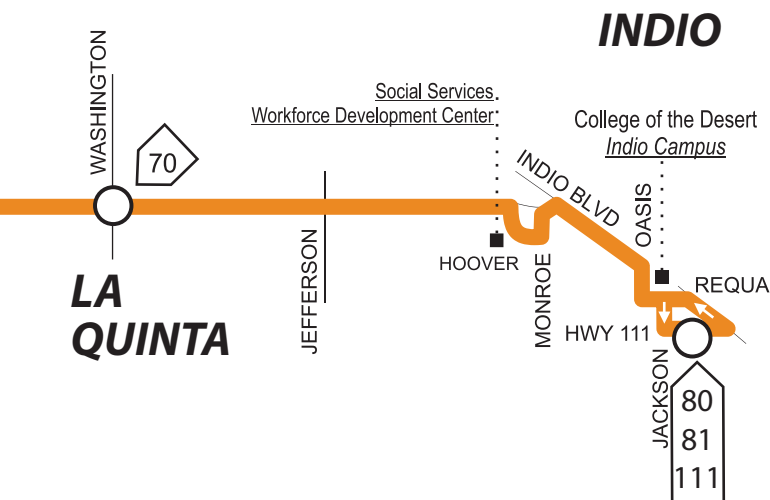 INDIO
WASHINGTON
70
Social Services
Workforce Development Center
College of the Desert
Indio Campus
INDIO BLVD
OASIS
JEFFERSON
HOOVER
MONROE
REQUA
LA
QUINTA
HWY 111
JACKSON
80
81
111